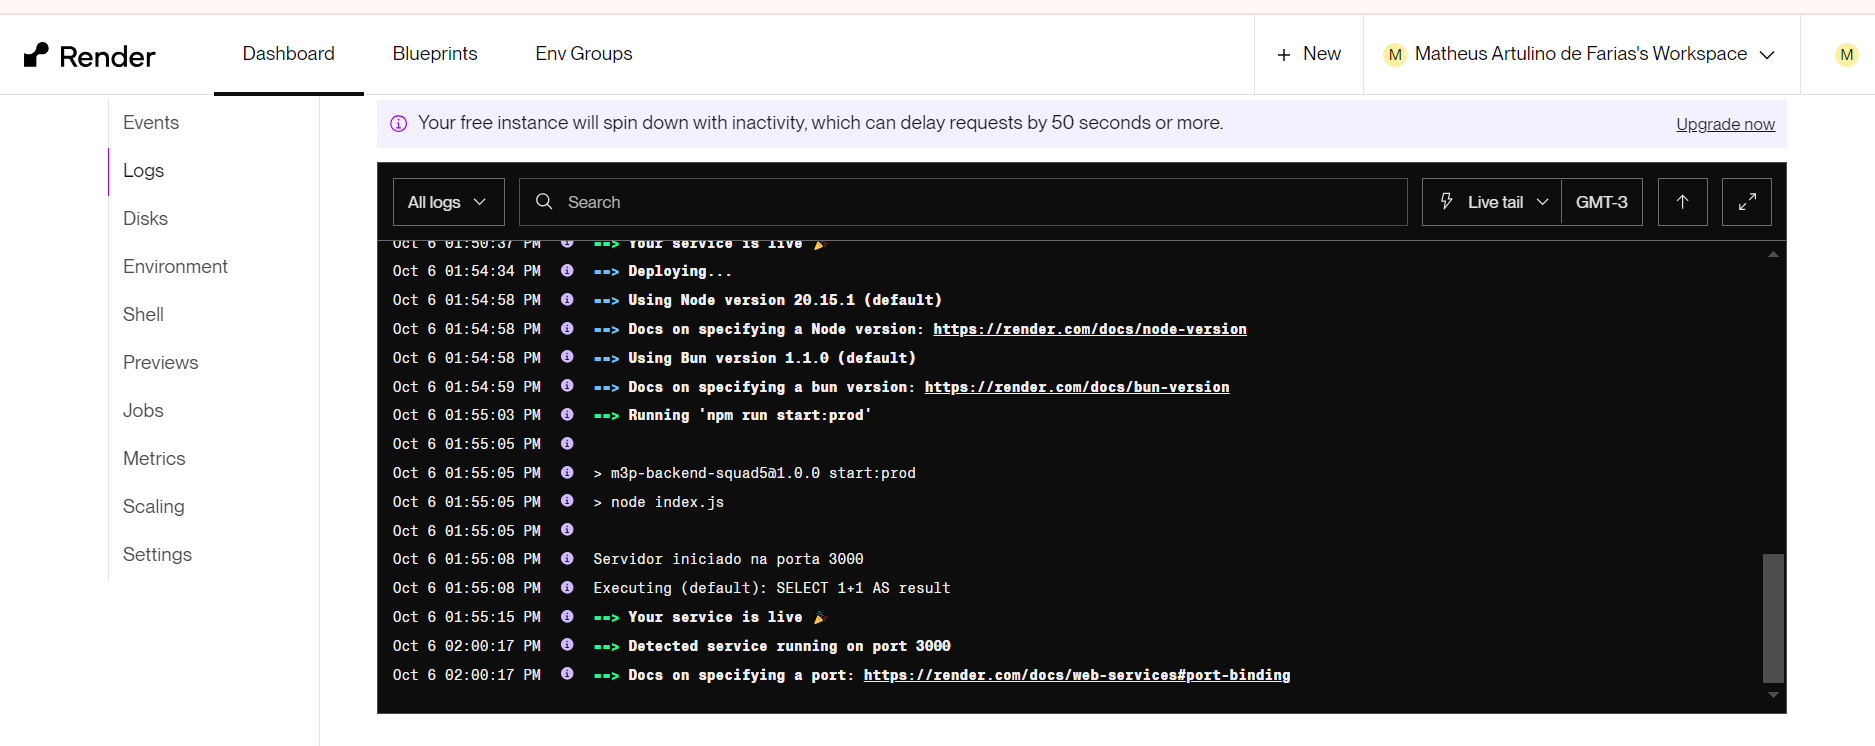 Render
Dashboard
Blueprints
Env Groups
+ New
M Matheus Artulino de Farias's Workspace
M
Events
Logs
Disks
Environment
Shell
Previews
Jobs
Metrics
Scaling
Settings
Your free instance will spin down with inactivity, which can delay requests by 50 seconds or more.
Upgrade now
All logs
Search
Live tail
GMT-3
Oct 6 01:50:37 PM ==> Your service is live 🎉
Oct 6 01:54:34 PM ==> Deploying...
Oct 6 01:54:58 PM ==> Using Node version 20.15.1 (default)
Oct 6 01:54:58 PM ==> Docs on specifying a Node version: https://render.com/docs/node-version
Oct 6 01:54:58 PM ==> Using Bun version 1.1.0 (default)
Oct 6 01:54:59 PM ==> Docs on specifying a bun version: https://render.com/docs/bun-version
Oct 6 01:55:03 PM ==> Running 'npm run start:prod'
Oct 6 01:55:05 PM
Oct 6 01:55:05 PM > m3p-backend-squad5@1.0.0 start:prod
Oct 6 01:55:05 PM > node index.js
Oct 6 01:55:05 PM
Oct 6 01:55:08 PM Servidor iniciado na porta 3000
Oct 6 01:55:08 PM Executing (default): SELECT 1+1 AS result
Oct 6 01:55:15 PM ==> Your service is live 🎉
Oct 6 02:00:17 PM ==> Detected service running on port 3000
Oct 6 02:00:17 PM ==> Docs on specifying a port: https://render.com/docs/web-services#port-binding